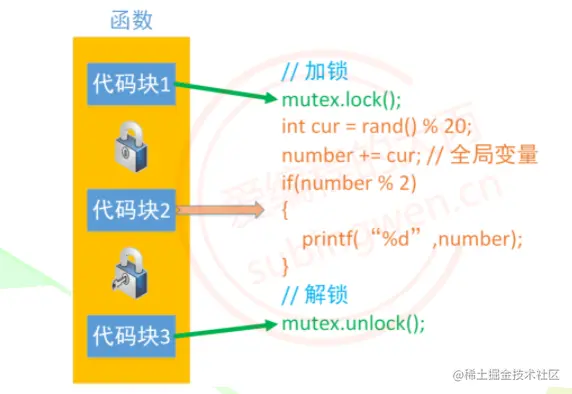 函数
代码块1
代码块2
代码块3
// 加锁
mutex.lock();
int cur = rand() % 20;
number += cur; // 全局变量
if(number % 2)
{
printf( “%d” ,number);
}
// 解锁
mutex.unlock();
subingwen.cn
@稀土掘金技术社区